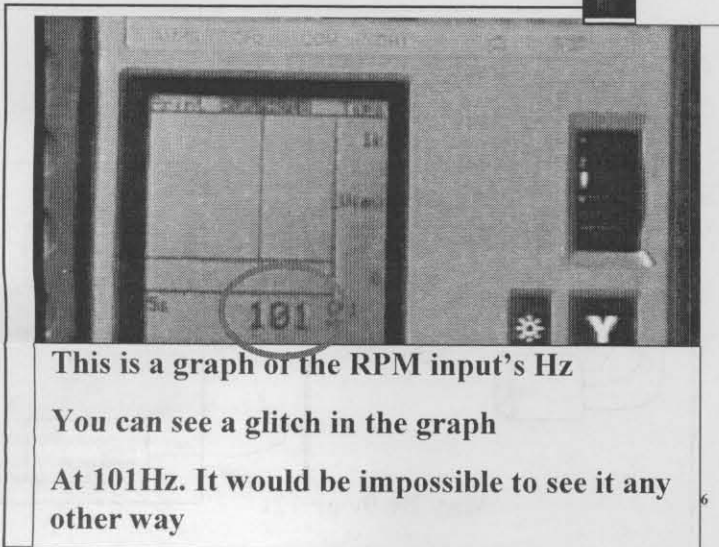 101
Y
This is a graph of the RPM input's Hz
You can see a glitch in the graph
At 101Hz. It would be impossible to see it any
other way
6